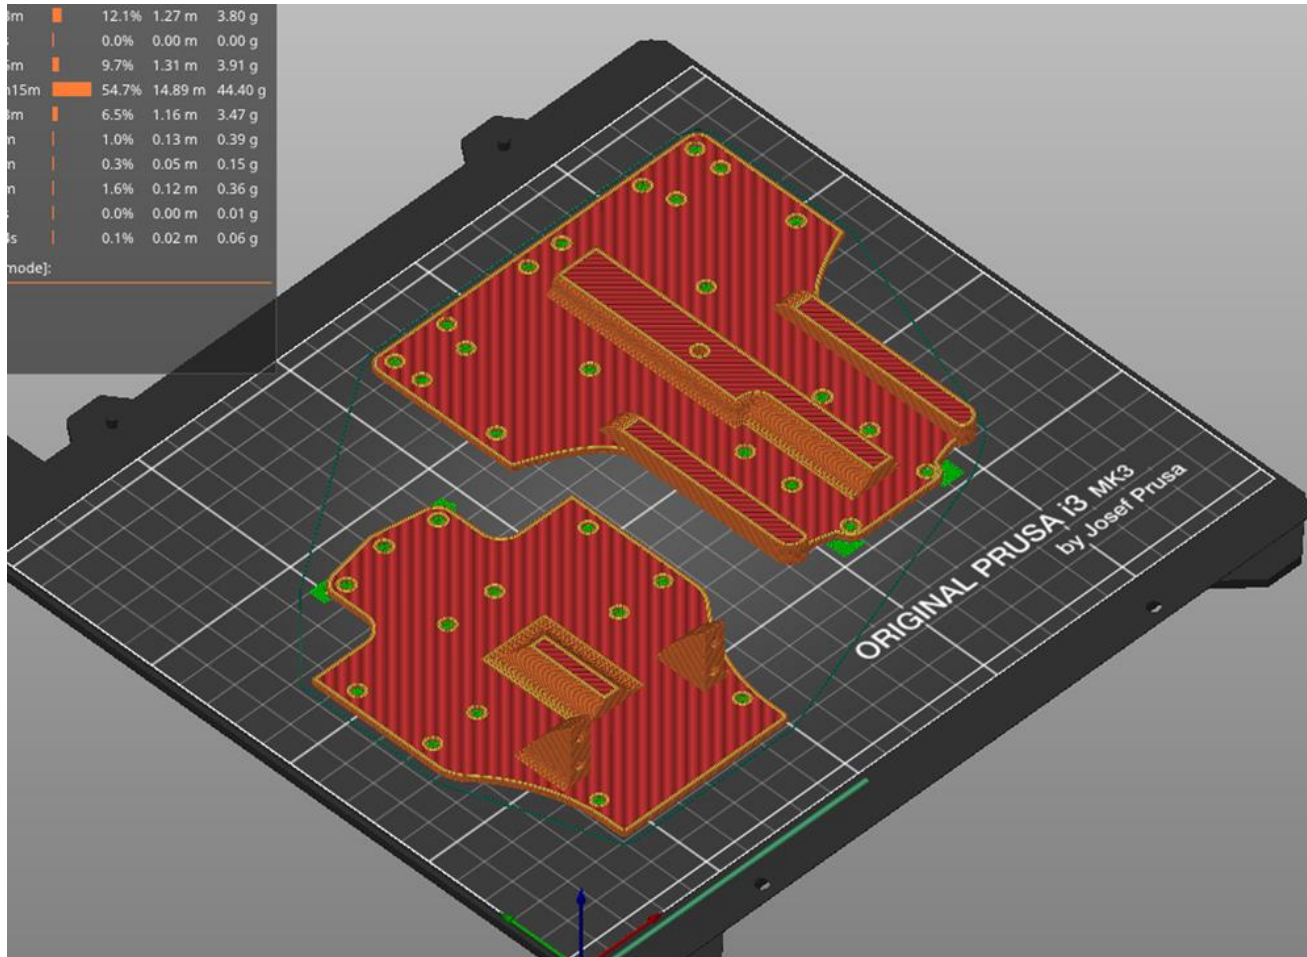 12.1% 1.27 m 3.80 g
0.0% 0.00 m 0.00 g
9.7% 1.31 m 3.91 g
15m 54.7% 14.89 m 44.40 g
6.5% 1.16 m 3.47 g
1.0% 0.13 m 0.39 g
0.3% 0.05 m 0.15 g
1.6% 0.12 m 0.36 g
0.0% 0.00 m 0.01 g
0.1% 0.02 m 0.06 g
mode]:
ORIGINAL PRUSA i3 MK3
by Josef Prusa